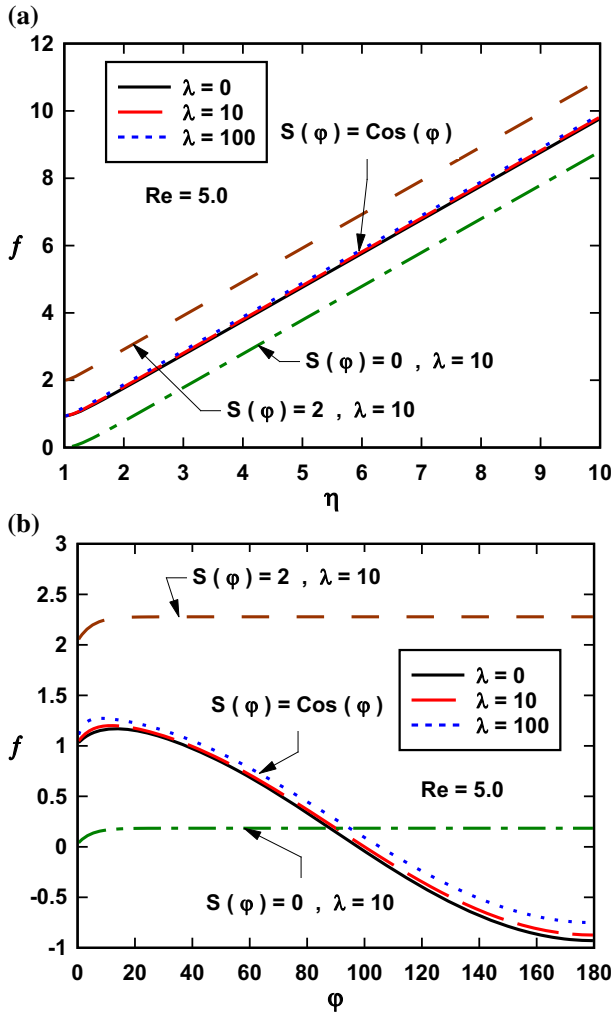 (a)
12
10
8
6
4
2
0
f
λ = 0
λ = 10
λ = 100
S ( φ ) = Cos ( φ )
Re = 5.0
S ( φ ) = 0 , λ = 10
S ( φ ) = 2 , λ = 10
1 2 3 4 5 6 7 8 9 10
η
(b)
3
2.5
2
1.5
1
0.5
0
-0.5
-1
f
S ( φ ) = 2 , λ = 10
λ = 0
λ = 10
λ = 100
S ( φ ) = Cos ( φ )
Re = 5.0
S ( φ ) = 0 , λ = 10
0 20 40 60 80 100 120 140 160 180
φ